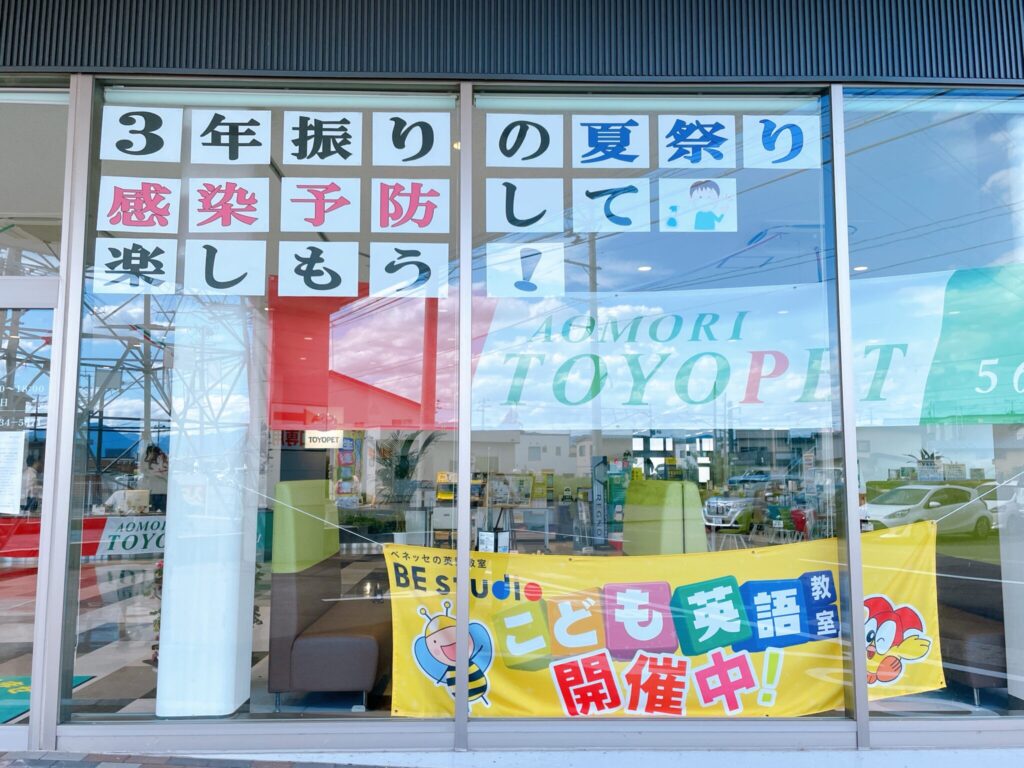 3年振りの夏祭り
感染予防して
楽しもう!
AOMORI
TOYOPET
TOYOPET
AOMORI
TOYO
ベネッセの英語教室
BE studio
こども英語教室
開催中!